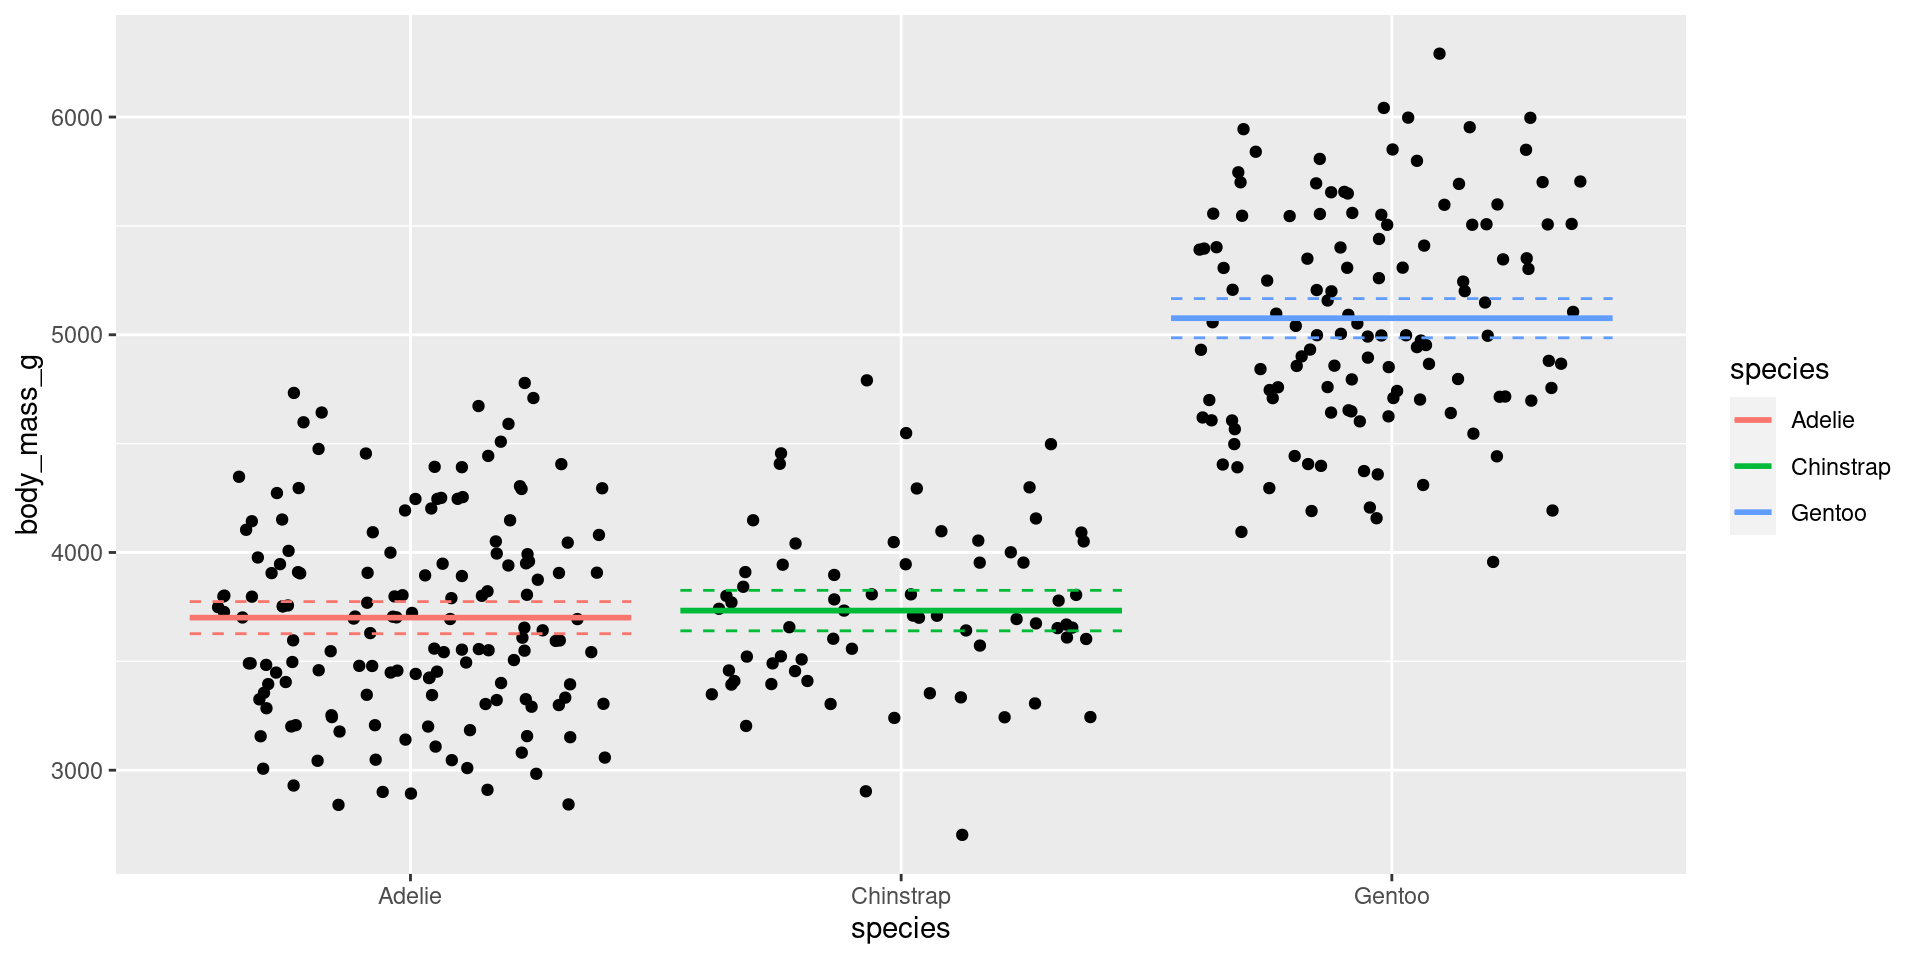 body_mass_g
6000
5000
4000
3000
Adelie
Chinstrap
Gentoo
species
species
Adelie
Chinstrap
Gentoo